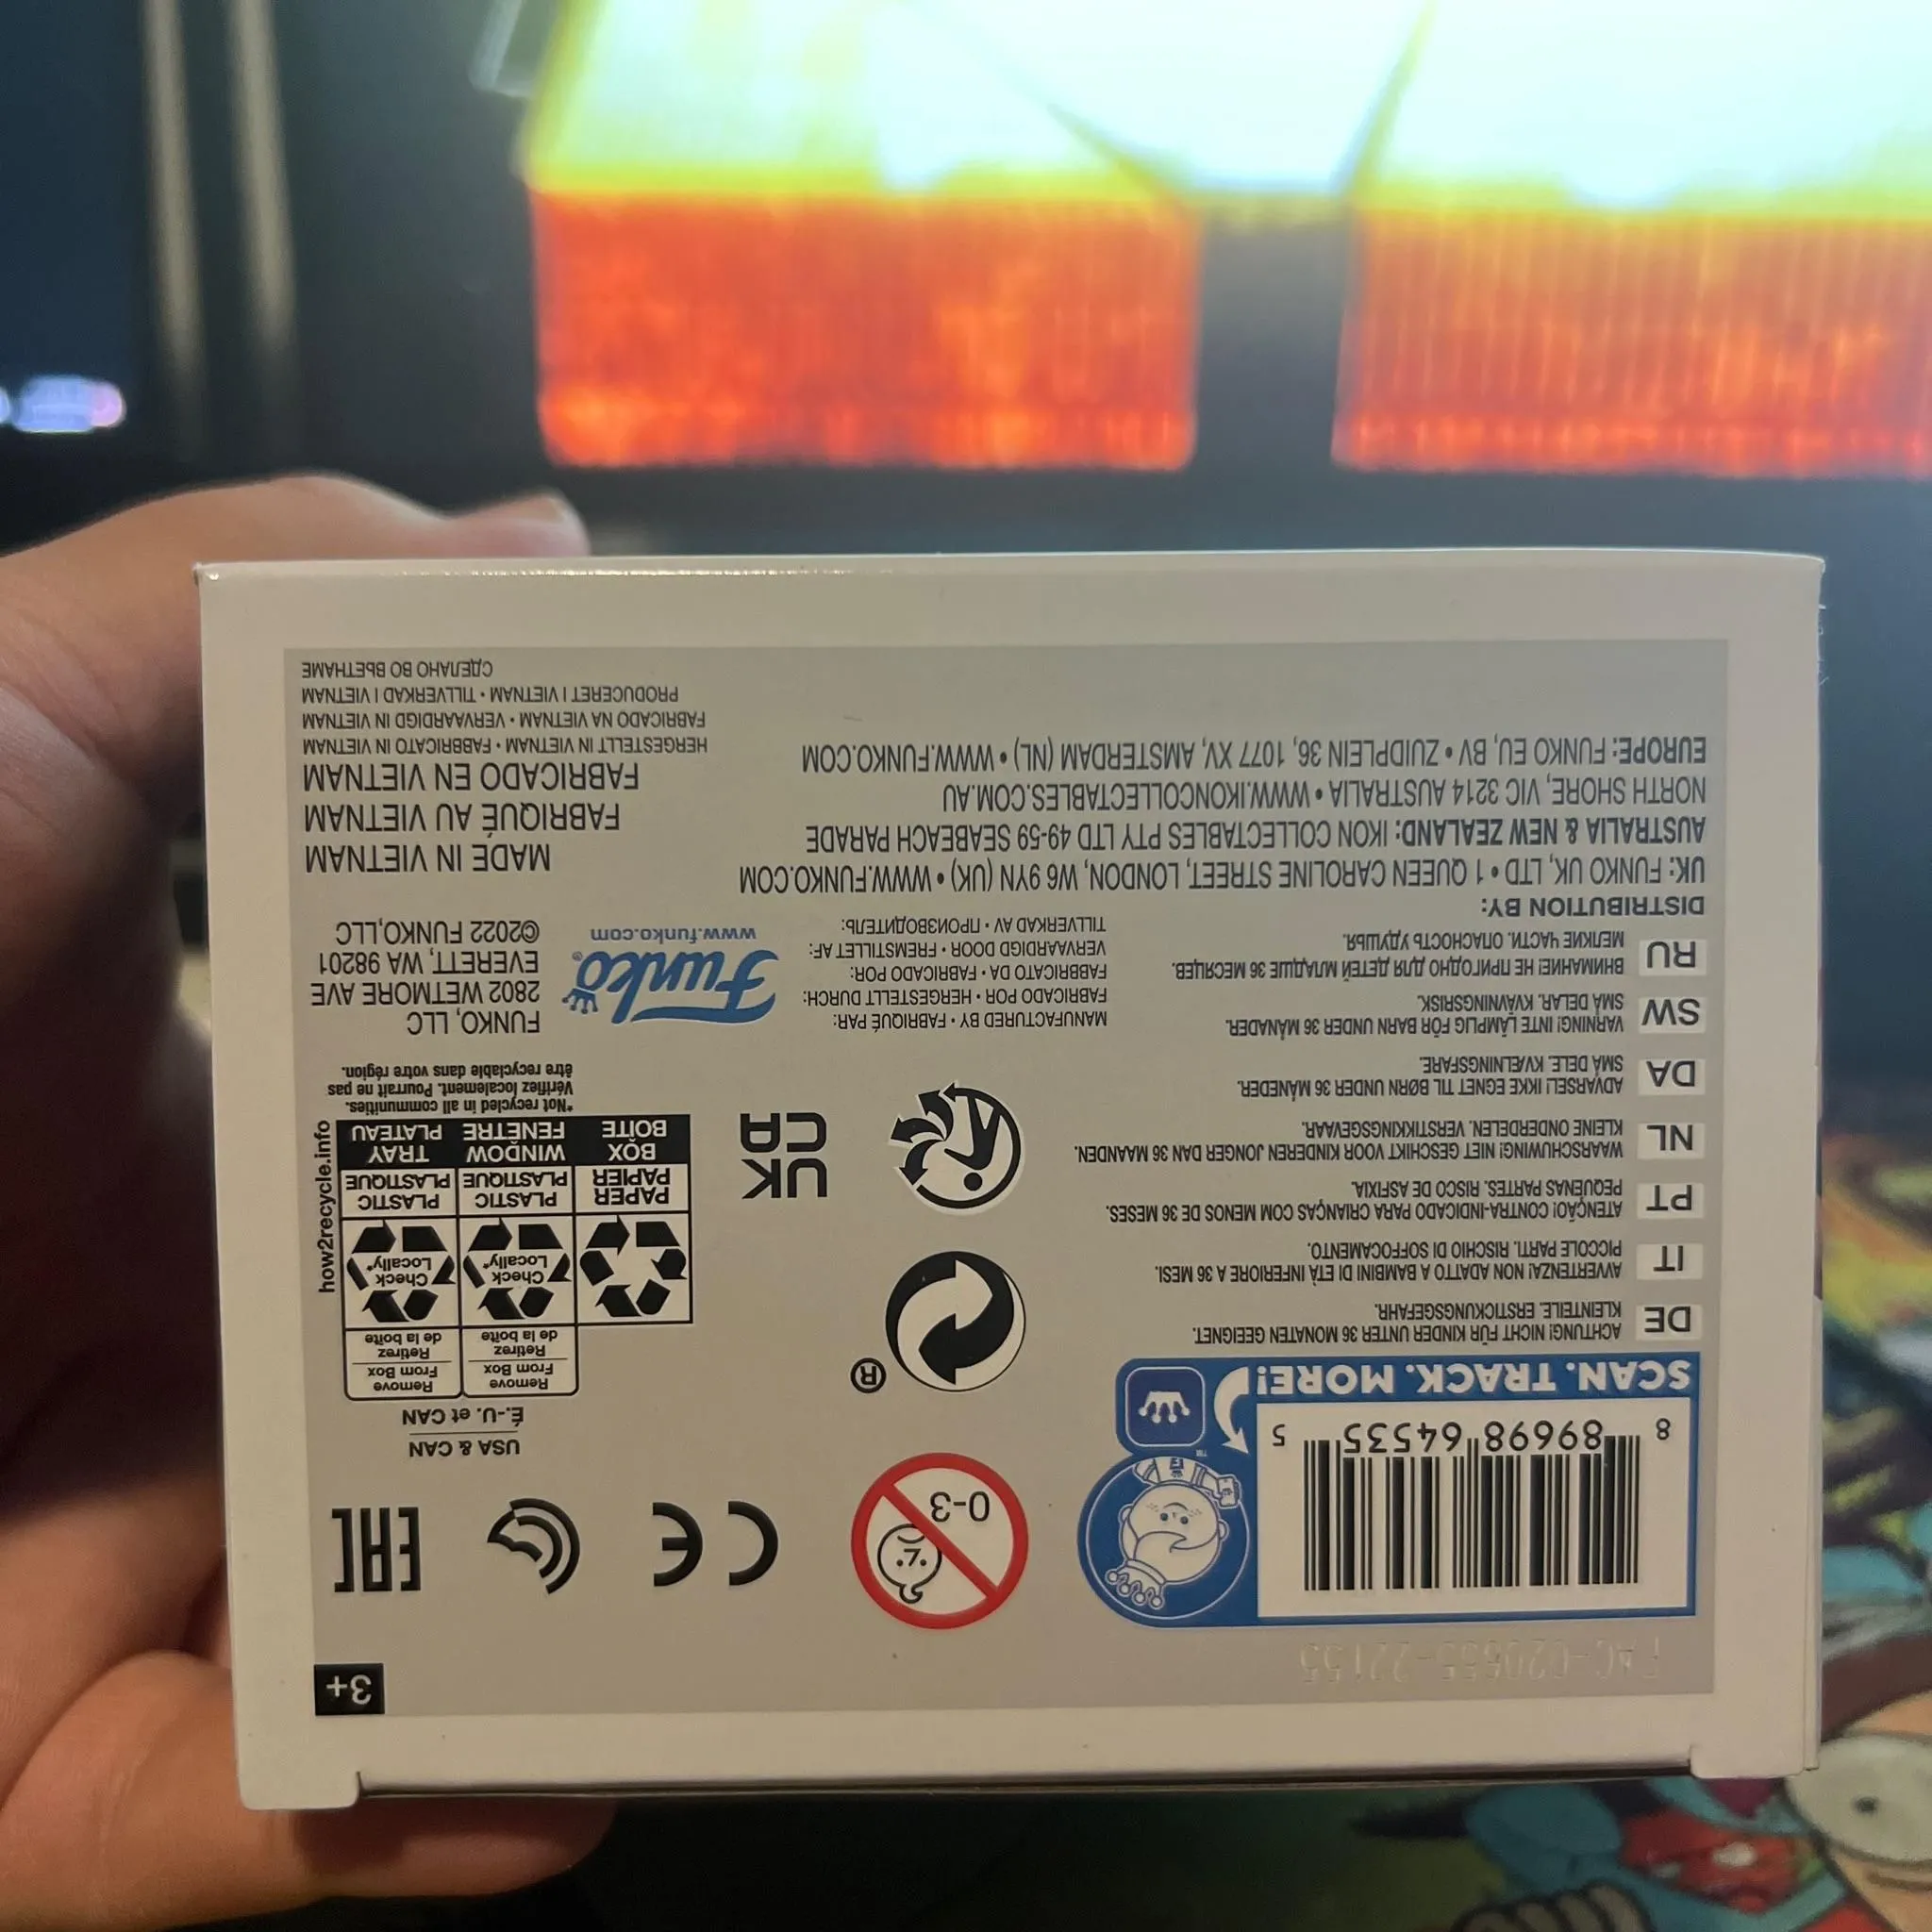 FAC-020655-22155
3+
8 89698 64535 5
SCAN. TRACK. MORE!
TM
0-3
CE
EAC
USA & CAN
É.-U. et CAN
Remove
From Box
Retirez
de la boîte
Remove
From Box
Retirez
de la boîte
Check
Locally*
Check
Locally*
PAPER
PAPIER
PLASTIC
PLASTIQUE
PLASTIC
PLASTIQUE
BOX
BOÎTE
WINDOW
FENÊTRE
TRAY
PLATEAU
how2recycle.info
*Not recycled in all communities.
Vérifiez localement. Pourrait ne pas
être recyclable dans votre région.
®
UK
CA
DE
ACHTUNG! NICHT FÜR KINDER UNTER 36 MONATEN GEEIGNET.
KLEINTEILE. ERSTICKUNGSGEFAHR.
IT
AVVERTENZA! NON ADATTO A BAMBINI DI ETÀ INFERIORE A 36 MESI.
PICCOLE PARTI. RISCHIO DI SOFFOCAMENTO.
PT
ATENÇÃO! CONTRA-INDICADO PARA CRIANÇAS COM MENOS DE 36 MESES.
PEQUENAS PARTES. RISCO DE ASFIXIA.
NL
WAARSCHUWING! NIET GESCHIKT VOOR KINDEREN JONGER DAN 36 MAANDEN.
KLEINE ONDERDELEN. VERSTIKKINGSGEVAAR.
DA
ADVARSEL! IKKE EGNET TIL BØRN UNDER 36 MÅNEDER.
SMÅ DELE. KVÆLNINGSFARE.
SW
VARNING! INTE LÄMPLIG FÖR BARN UNDER 36 MÅNADER.
SMÅ DELAR. KVÄVNINGSRISK.
RU
ВНИМАНИЕ! НЕ ПРИГОДНО ДЛЯ ДЕТЕЙ МЛАДШЕ 36 МЕСЯЦЕВ.
МЕЛКИЕ ЧАСТИ. ОПАСНОСТЬ УДУШЬЯ.
MANUFACTURED BY • FABRIQUÉ PAR:
FABRICADO POR • HERGESTELLT DURCH:
FABBRICATO DA • FABRICADO POR:
VERVAARDIGD DOOR • FREMSTILLET AF:
TILLVERKAD AV • ПРОИЗВОДИТЕЛЬ:
Funko®
www.funko.com
FUNKO, LLC
2802 WETMORE AVE
EVERETT, WA 98201
©2022 FUNKO,LLC
DISTRIBUTION BY:
UK: FUNKO UK, LTD • 1 QUEEN CAROLINE STREET, LONDON, W6 9YN (UK) • WWW.FUNKO.COM
AUSTRALIA & NEW ZEALAND: IKON COLLECTABLES PTY LTD 49-59 SEABEACH PARADE
NORTH SHORE, VIC 3214 AUSTRALIA • WWW.IKONCOLLECTABLES.COM.AU
EUROPE: FUNKO EU, BV • ZUIDPLEIN 36, 1077 XV, AMSTERDAM (NL) • WWW.FUNKO.COM
MADE IN VIETNAM
FABRIQUÉ AU VIETNAM
FABRICADO EN VIETNAM
HERGESTELLT IN VIETNAM • FABBRICATO IN VIETNAM
FABRICADO NA VIETNAM • VERVAARDIGD IN VIETNAM
PRODUCERET I VIETNAM • TILLVERKAD I VIETNAM
СДЕЛАНО ВО ВЬЕТНАМЕ